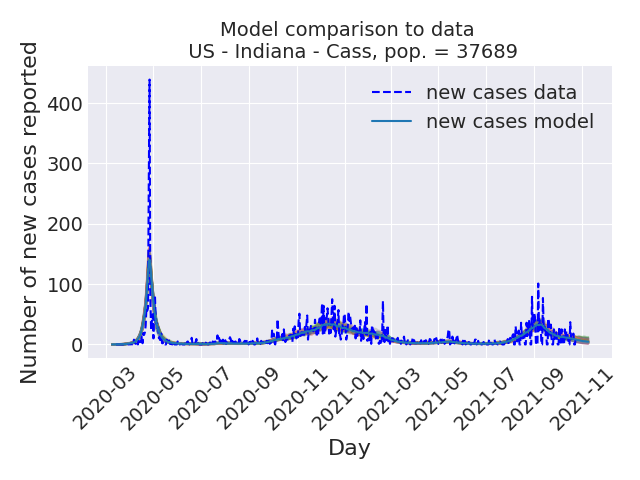 Model comparison to data
US - Indiana - Cass, pop. = 37689
Number of new cases reported
400
300
200
100
0
new cases data
new cases model
2020-03
2020-05
2020-07
2020-09
2020-11
2021-01
2021-03
2021-05
2021-07
2021-09
2021-11
Day